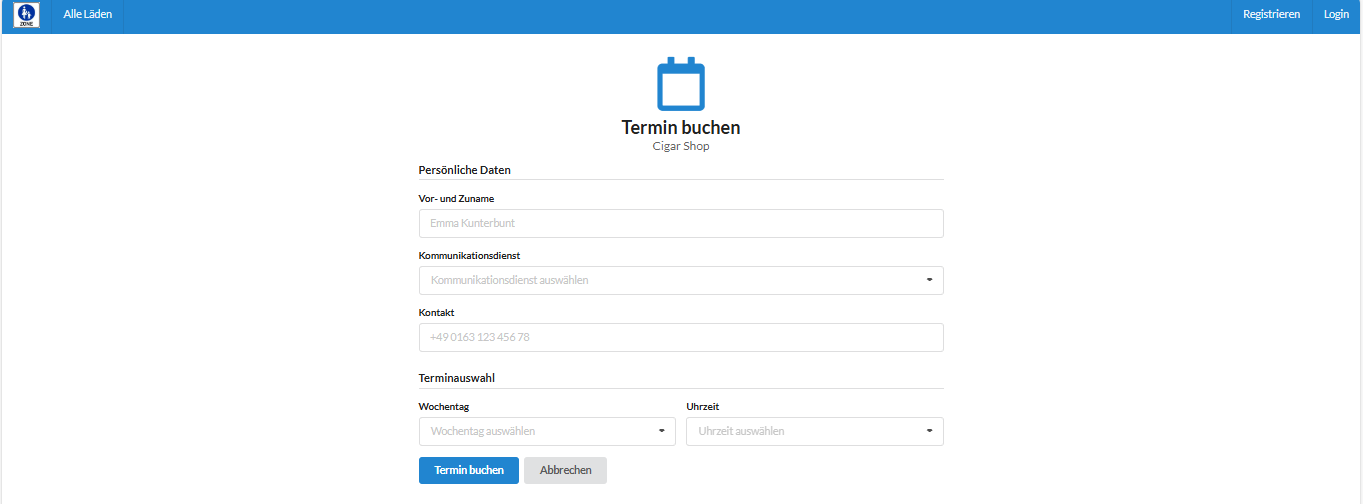 ZONE
Alle Läden
Registrieren
Login
Termin buchen
Cigar Shop
Persönliche Daten
Vor- und Zuname
Emma Kunterbunt
Kommunikationsdienst
Kommunikationsdienst auswählen
Kontakt
+49 0163 123 456 78
Terminauswahl
Wochentag
Uhrzeit
Wochentag auswählen
Uhrzeit auswählen
Termin buchen
Abbrechen